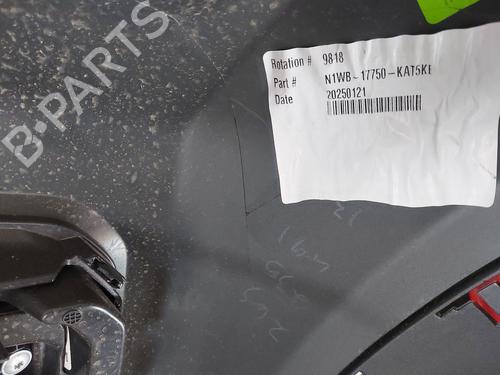 B-PARTS
Rotation # 9818
Part # N1WB-17750-KAT5KE
Date 20250121